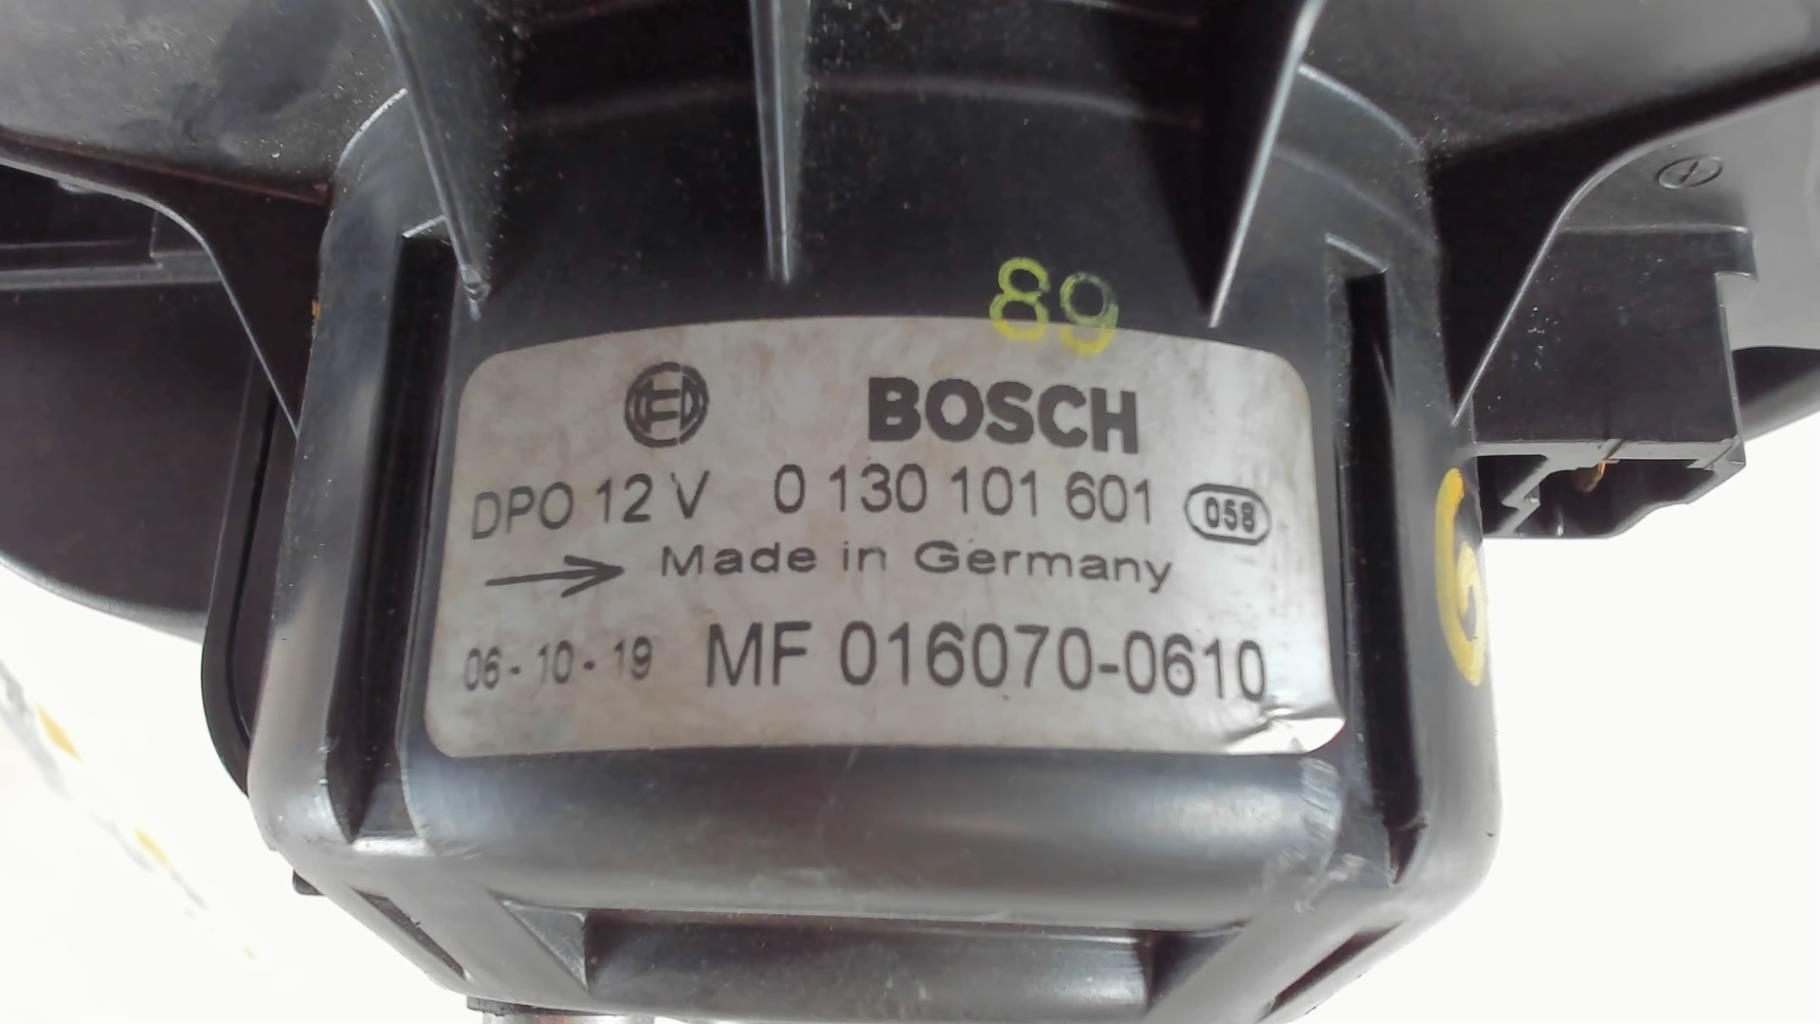 89
BOSCH
DPO 12 V 0 130 101 601 058
Made in Germany
06-10-19 MF 016070-0610